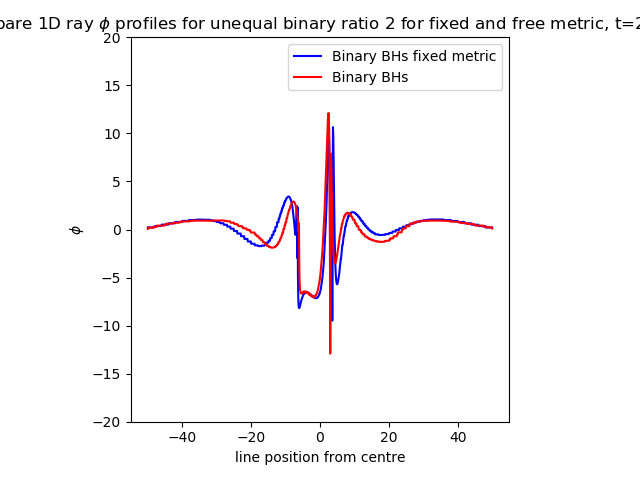 pare 1D ray ϕ profiles for unequal binary ratio 2 for fixed and free metric, t=2
Binary BHs fixed metric
Binary BHs
20
15
10
5
0
−5
−10
−15
−20
ϕ
−40 −20 0 20 40
line position from centre